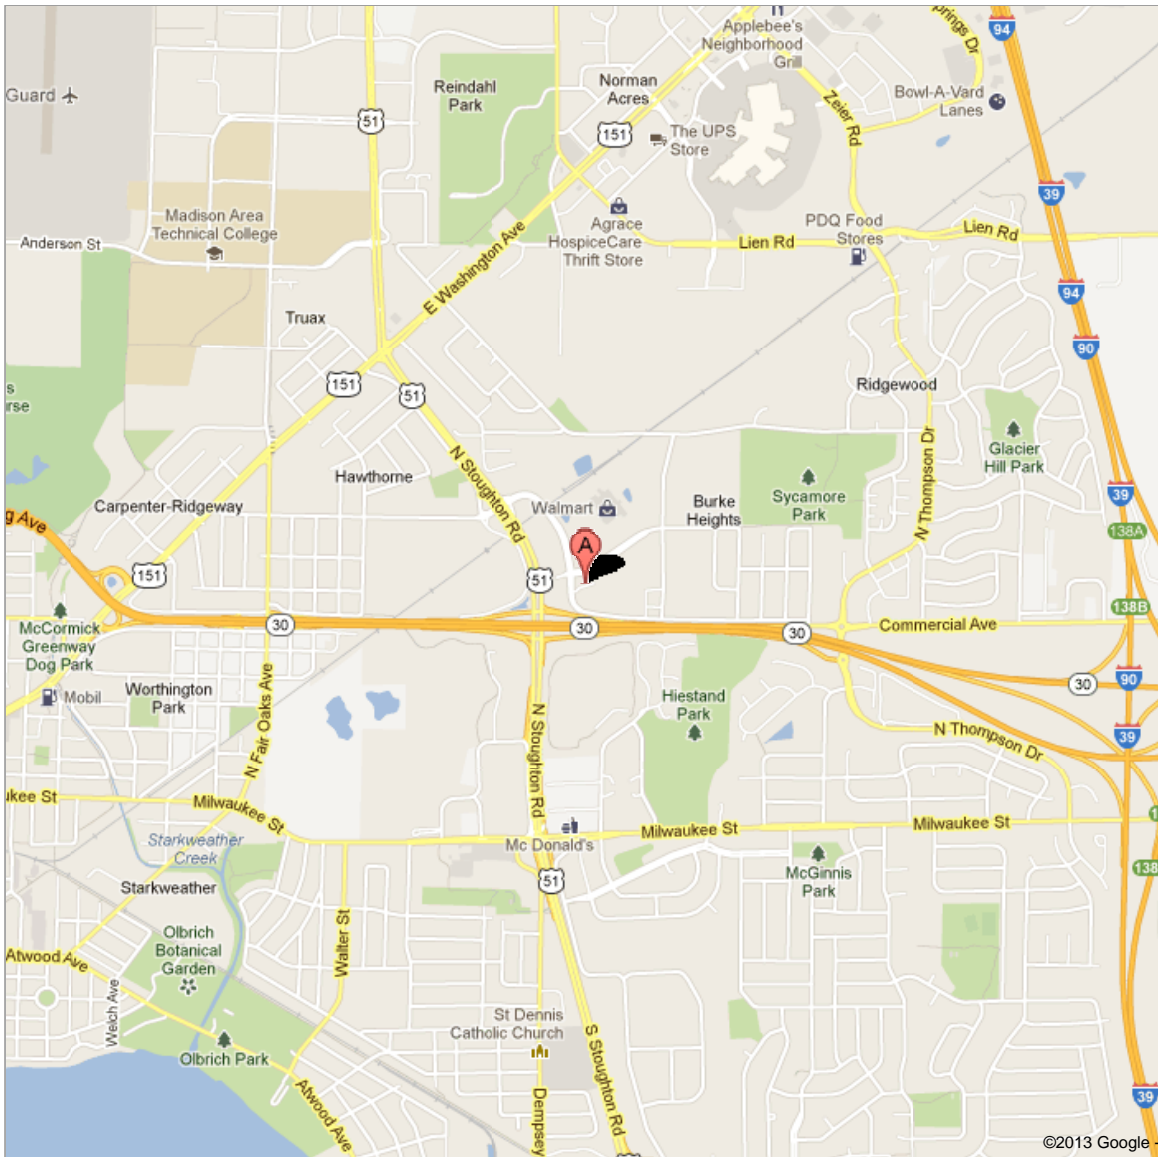 94
Springs Dr
Applebee's
Neighborhood
Grill
Guard
Reindahl
Park
Norman
Acres
Bowl-A-Vard
Lanes
Zeier Rd
51
151
The UPS
Store
39
Madison Area
Technical College
Anderson St
E Washington Ave
Agrace
HospiceCare
Thrift Store
PDQ Food
Stores
Lien Rd
Lien Rd
94
Truax
90
151
51
Ridgewood
Hawthorne
N Stoughton Rd
N Thompson Dr
Glacier
Hill Park
Carpenter-Ridgeway
Walmart
Burke
Heights
Sycamore
Park
39
138A
A
151
51
138B
McCormick
Greenway
Dog Park
30
30
30
Commercial Ave
Mobil
Worthington
Park
N Fair Oaks Ave
Hiestand
Park
30
90
39
N Stoughton Rd
N Thompson Dr
Milwaukee St
Milwaukee St
Milwaukee St
Starkweather
Creek
Mc Donald's
138
Starkweather
51
McGinnis
Park
Olbrich
Botanical
Garden
Walter St
Atwood Ave
Welch Ave
St Dennis
Catholic Church
Olbrich Park
Atwood Ave
Dempsey
S Stoughton Rd
39
©2013 Google -